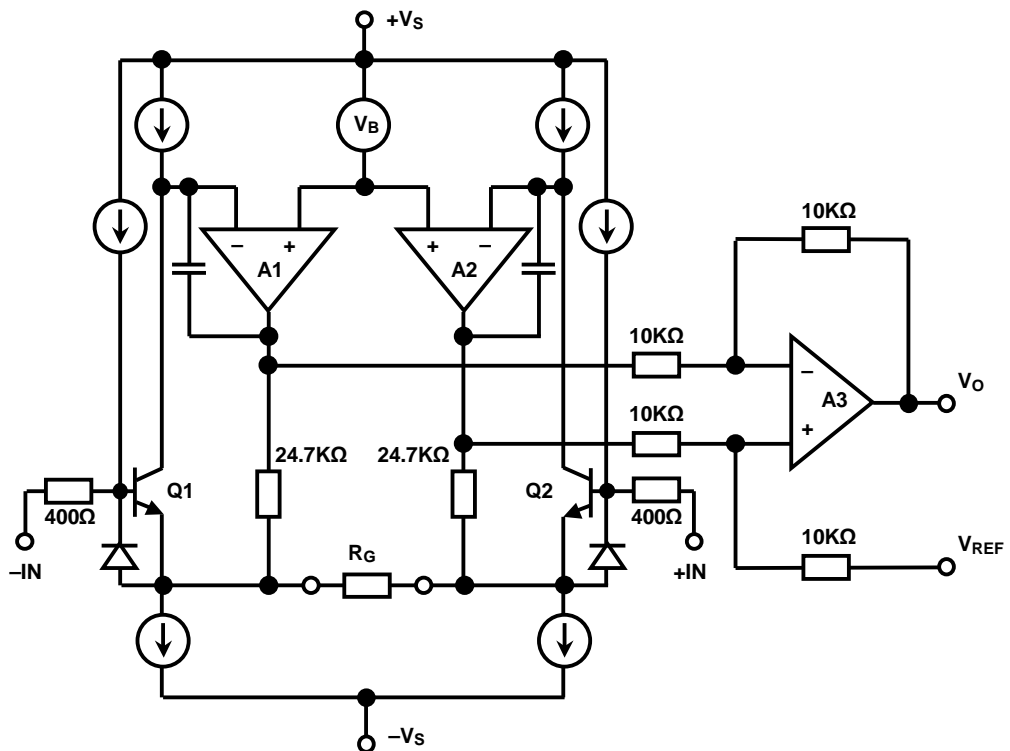 +VS
VB
− +
A1
+ −
A2
10KΩ
10KΩ
−
A3
+
VO
10KΩ
24.7KΩ
24.7KΩ
Q1
Q2
400Ω
400Ω
−IN
RG
+IN
10KΩ
VREF
−VS